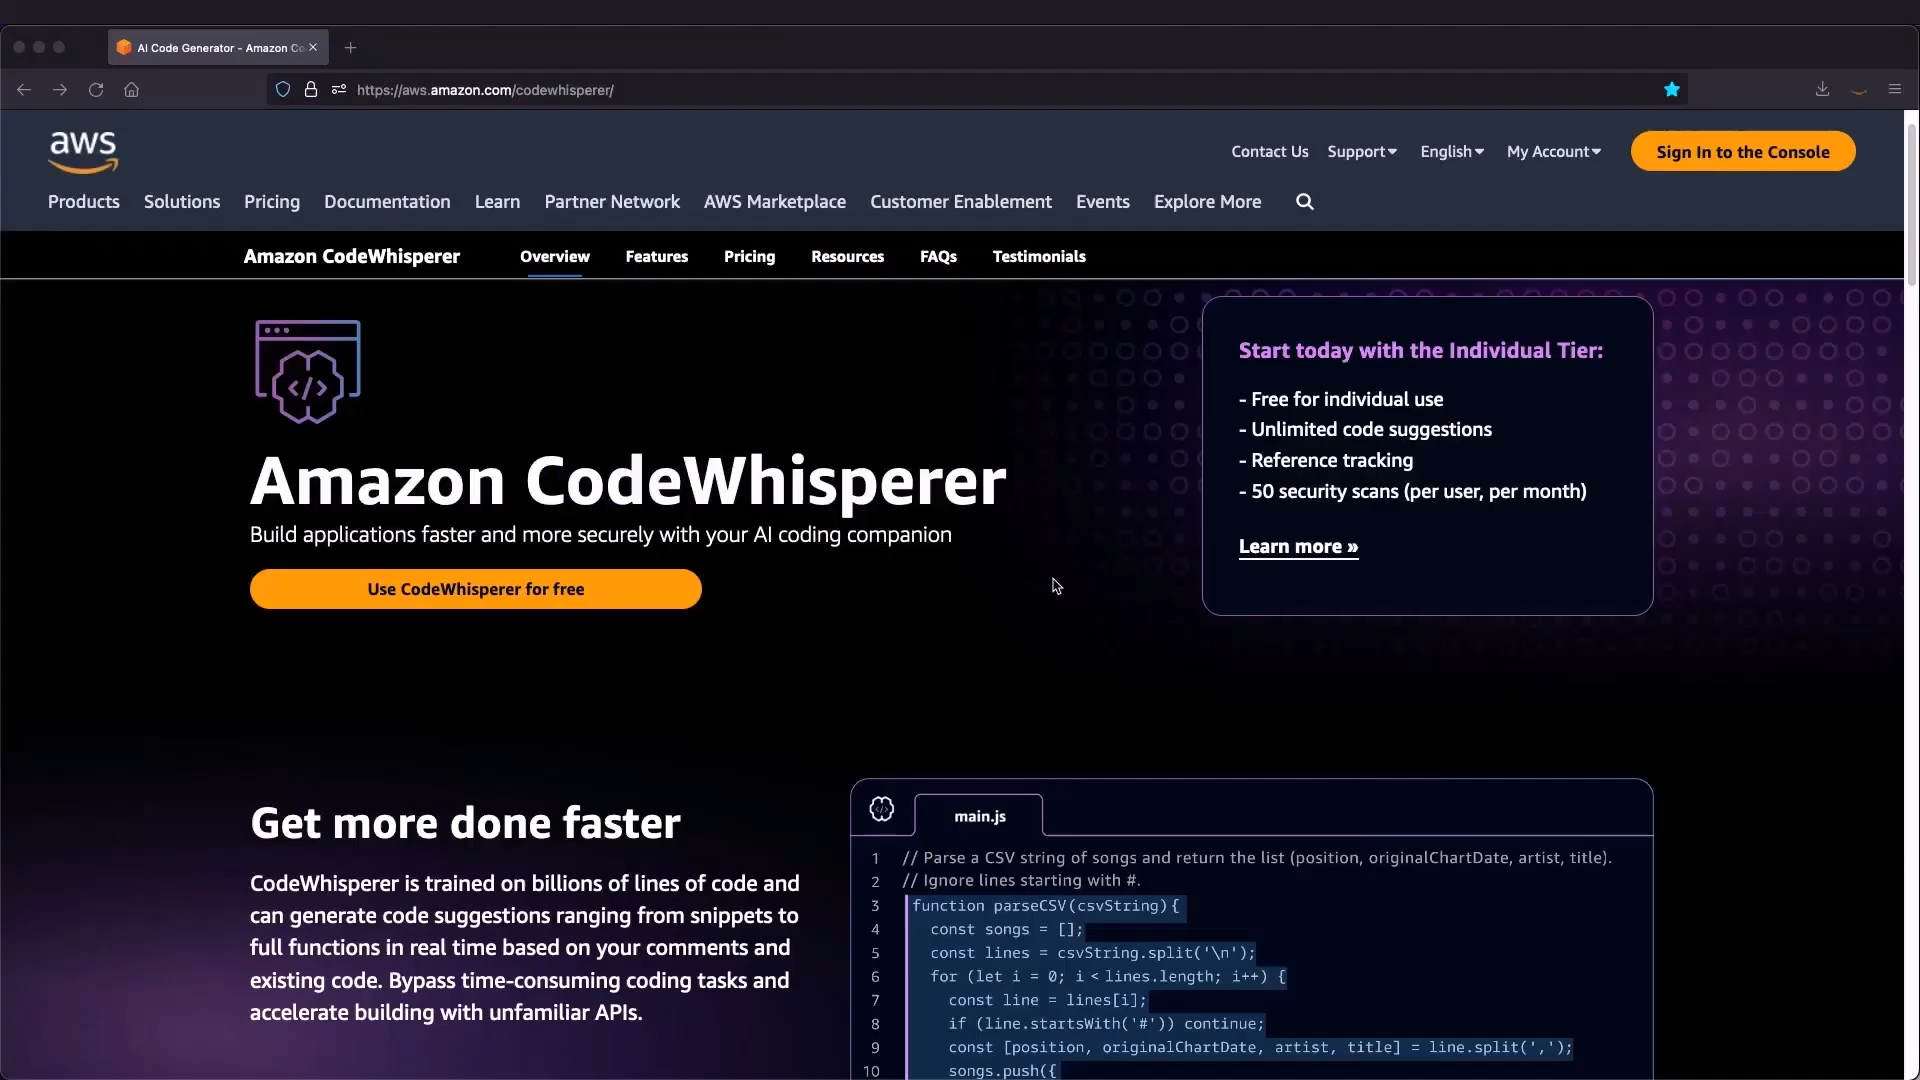 AI Code Generator - Amazon Co
https://aws.amazon.com/codewhisperer/
aws
Contact Us Support English My Account Sign In to the Console
Products Solutions Pricing Documentation Learn Partner Network AWS Marketplace Customer Enablement Events Explore More
Amazon CodeWhisperer Overview Features Pricing Resources FAQs Testimonials
</>
Amazon CodeWhisperer
Build applications faster and more securely with your AI coding companion
Use CodeWhisperer for free
Start today with the Individual Tier:
- Free for individual use
- Unlimited code suggestions
- Reference tracking
- 50 security scans (per user, per month)
Learn more »
Get more done faster
CodeWhisperer is trained on billions of lines of code and
can generate code suggestions ranging from snippets to
full functions in real time based on your comments and
existing code. Bypass time-consuming coding tasks and
accelerate building with unfamiliar APIs.
main.js
1 // Parse a CSV string of songs and return the list (position, originalChartDate, artist, title).
2 // Ignore lines starting with #.
3 function parseCSV(csvString){
4 const songs = [];
5 const lines = csvString.split('\n');
6 for (let i = 0; i < lines.length; i++) {
7 const line = lines[i];
8 if (line.startsWith('#')) continue;
9 const [position, originalChartDate, artist, title] = line.split(',');
10 songs.push({